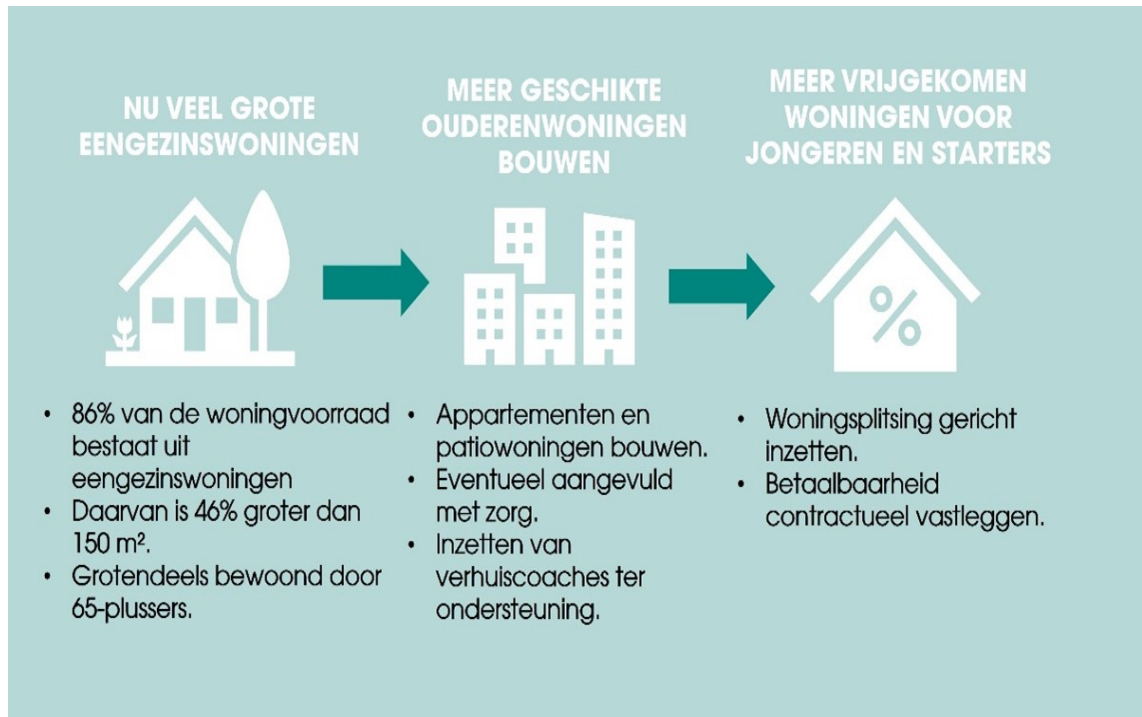 NU VEEL GROTE
EENGEZINSWONINGEN
• 86% van de woningvoorraad
bestaat uit
eengezinswoningen
• Daarvan is 46% groter dan
150 m².
• Grotendeels bewoond door
65-plussers.
MEER GESCHIKTE
OUDERENWONINGEN
BOUWEN
• Appartementen en
patiowoningen bouwen.
• Eventueel aangevuld
met zorg.
• Inzetten van
verhuiscoaches ter
ondersteuning.
MEER VRIJGEKOMEN
WONINGEN VOOR
JONGEREN EN STARTERS
%
• Woningsplitsing gericht
inzetten.
• Betaalbaarheid
contractueel vastleggen.